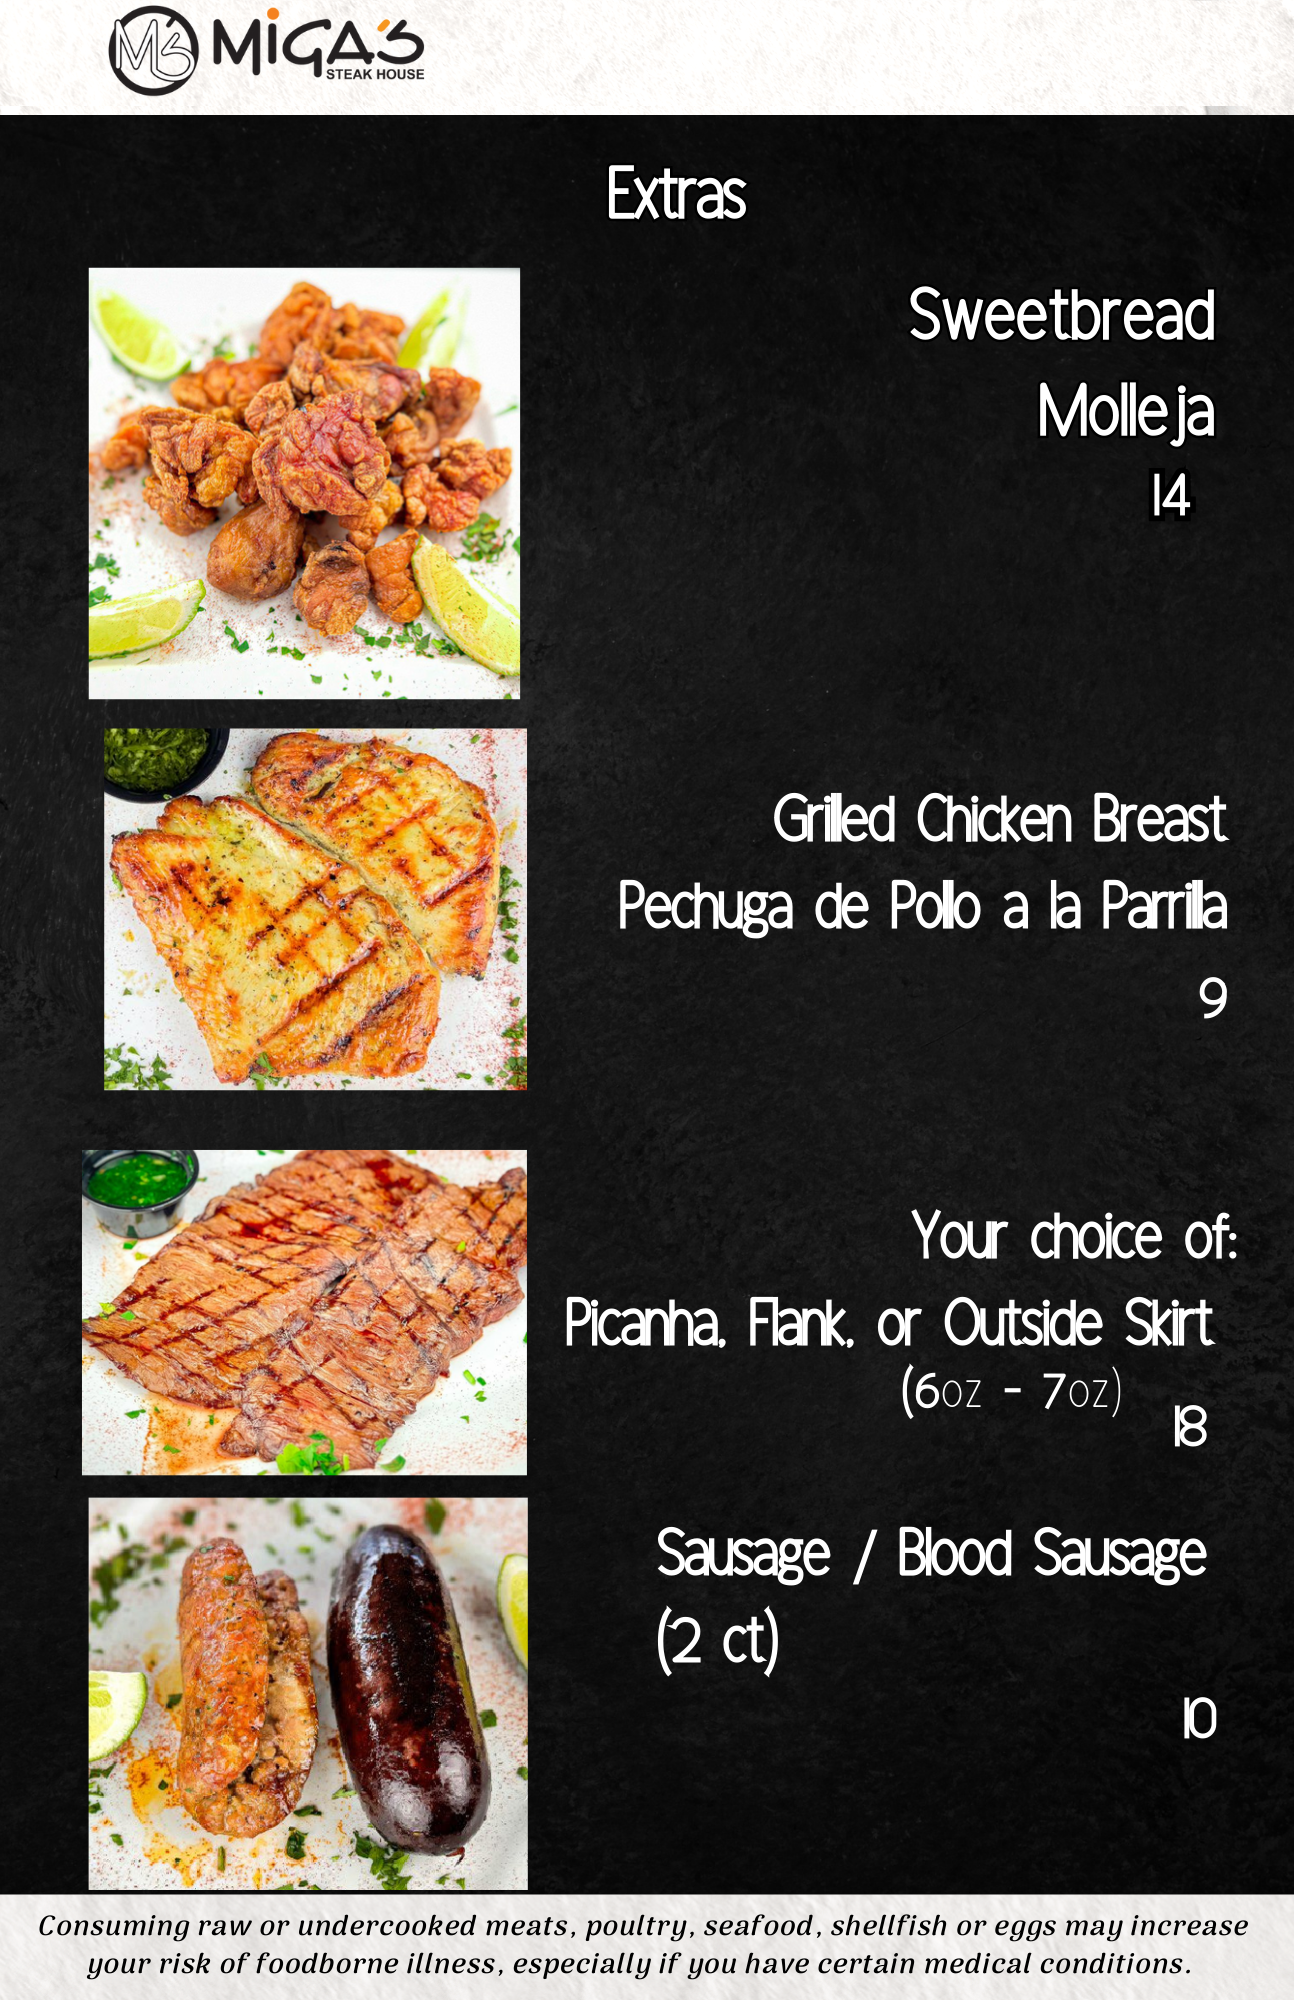 MS MiGA'S
STEAK HOUSE
Extras
Sweetbread
Molleja
14
Grilled Chicken Breast
Pechuga de Pollo a la Parrilla
9
Your choice of:
Picanha, Flank, or Outside Skirt
(6oz - 7oz)
18
Sausage / Blood Sausage
(2 ct)
10
Consuming raw or undercooked meats, poultry, seafood, shellfish or eggs may increase
your risk of foodborne illness, especially if you have certain medical conditions.